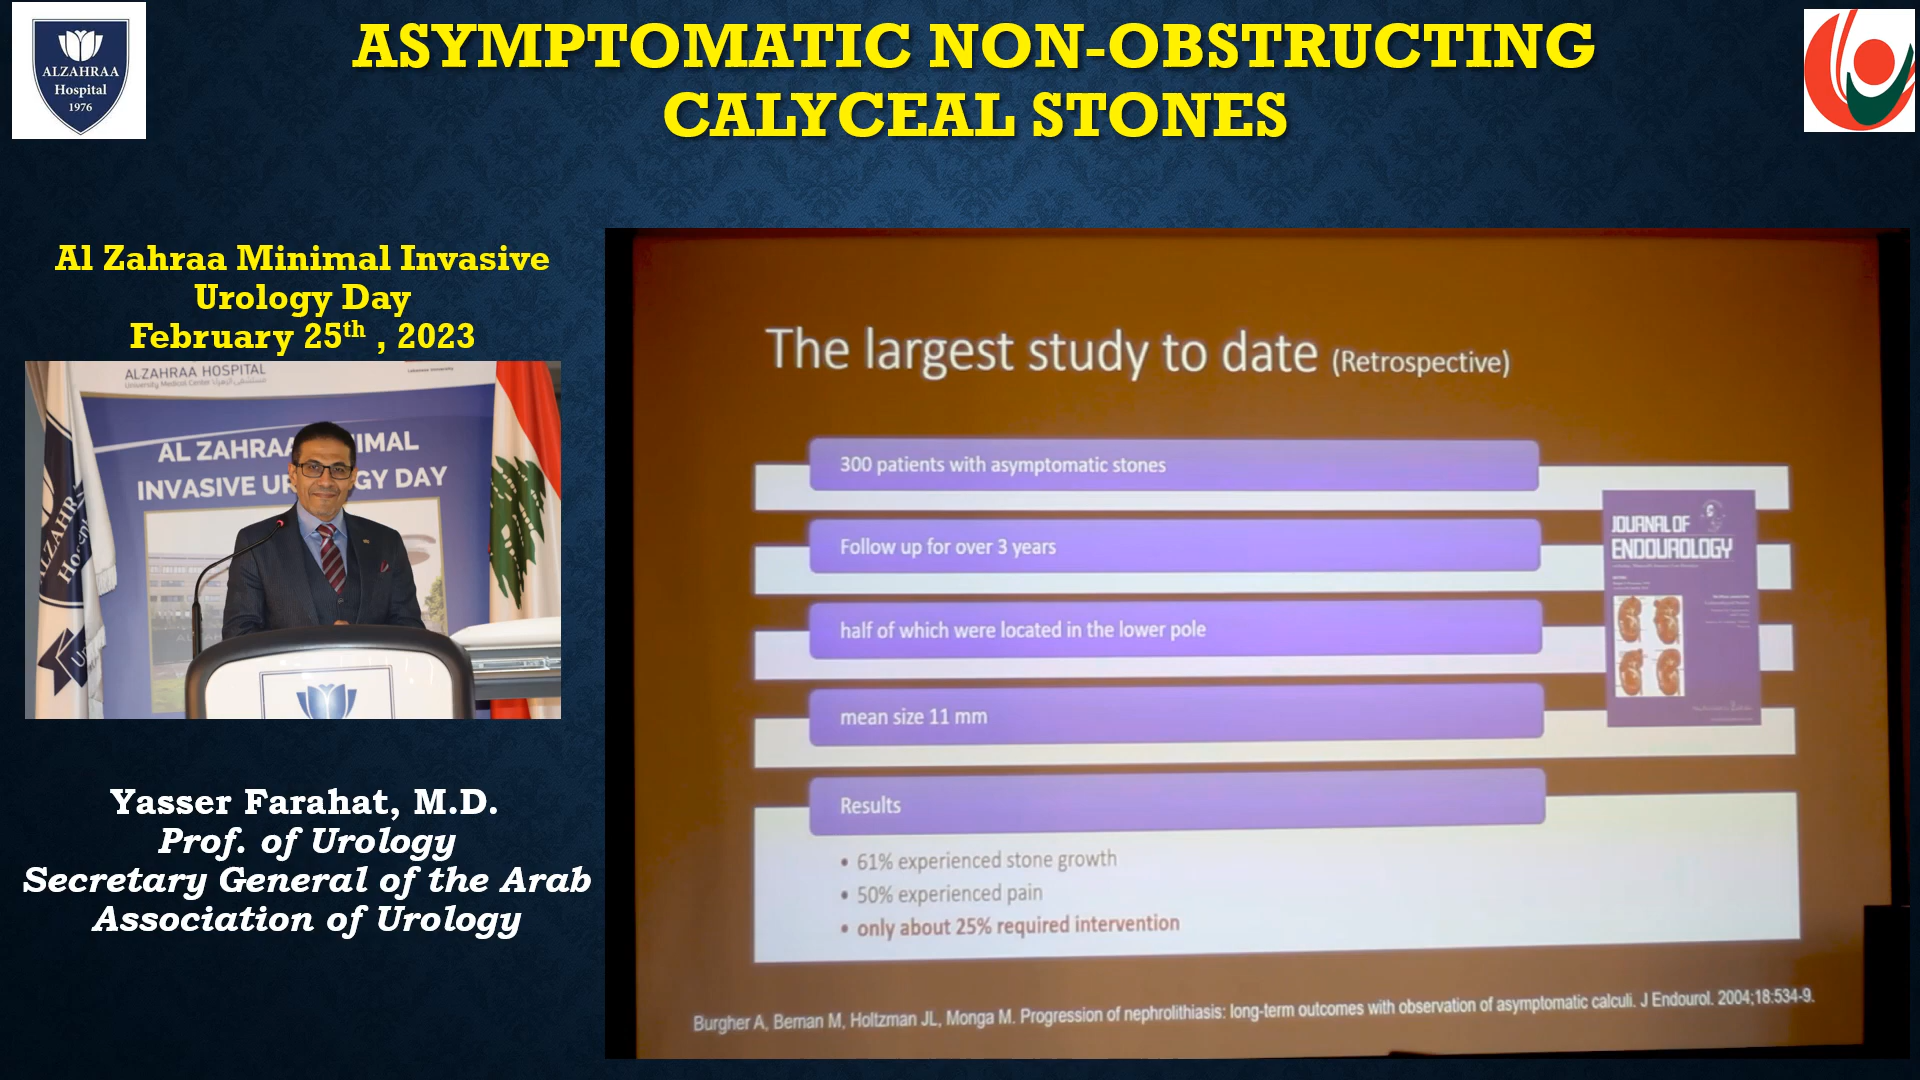 ALZAHRAA
Hospital
1976
ASYMPTOMATIC NON-OBSTRUCTING
CALYCEAL STONES
Al Zahraa Minimal Invasive
Urology Day
February 25th , 2023
ALZAHRAA HOSPITAL
University Medical Center
AL ZAHRAA
INVASIVE
DAY
Yasser Farahat, M.D.
Prof. of Urology
Secretary General of the Arab
Association of Urology
The largest study to date (Retrospective)
300 patients with asymptomatic stones
Follow up for over 3 years
half of which were located in the lower pole
mean size 11 mm
Results
• 61% experienced stone growth
• 50% experienced pain
• only about 25% required intervention
JOURNAL OF
ENDOUROLOGY
Burgher A, Beman M, Holtzman JL, Monga M. Progression of nephrolithiasis: long-term outcomes with observation of asymptomatic calculi. J Endourol. 2004;18:534-9.